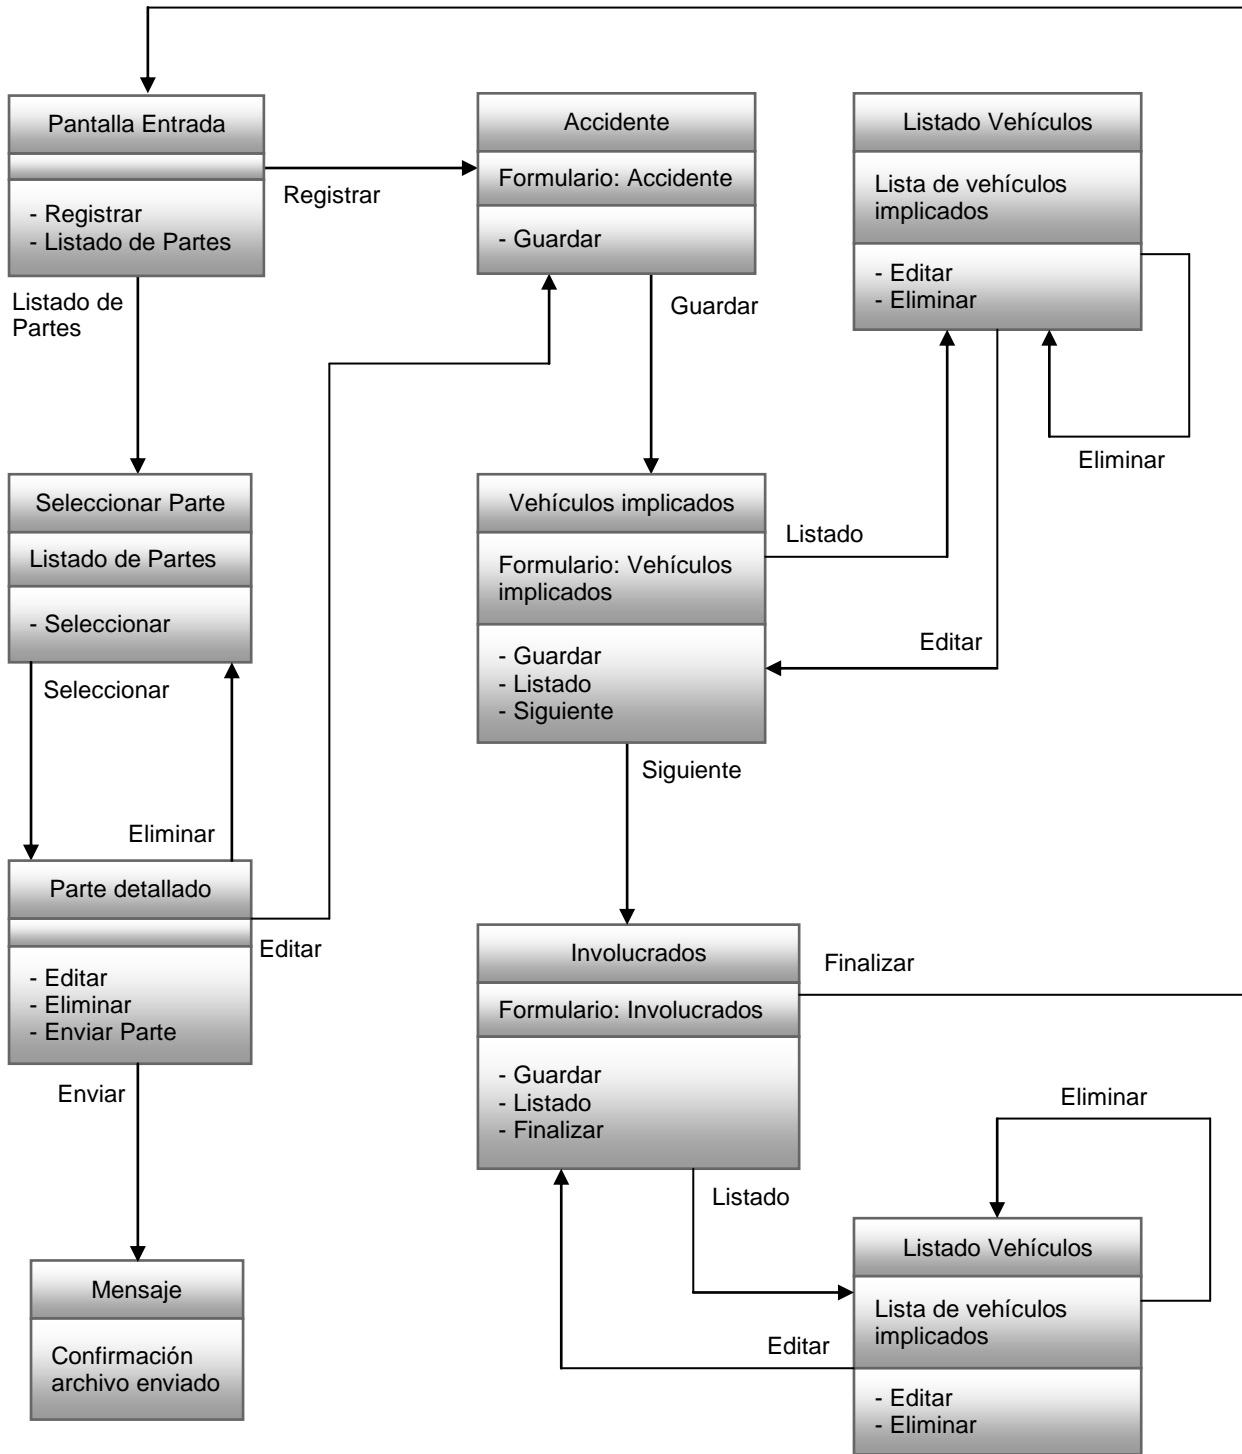 Pantalla Entrada
- Registrar
- Listado de Partes
Registrar
Accidente
Formulario: Accidente
- Guardar
Listado Vehículos
Lista de vehículos
implicados
- Editar
- Eliminar
Listado de
Partes
Guardar
Eliminar
Seleccionar Parte
Listado de Partes
- Seleccionar
Vehículos implicados
Formulario: Vehículos
implicados
- Guardar
- Listado
- Siguiente
Listado
Editar
Seleccionar
Siguiente
Eliminar
Parte detallado
- Editar
- Eliminar
- Enviar Parte
Editar
Involucrados
Formulario: Involucrados
- Guardar
- Listado
- Finalizar
Finalizar
Enviar
Eliminar
Listado
Mensaje
Confirmación
archivo enviado
Editar
Listado Vehículos
Lista de vehículos
implicados
- Editar
- Eliminar